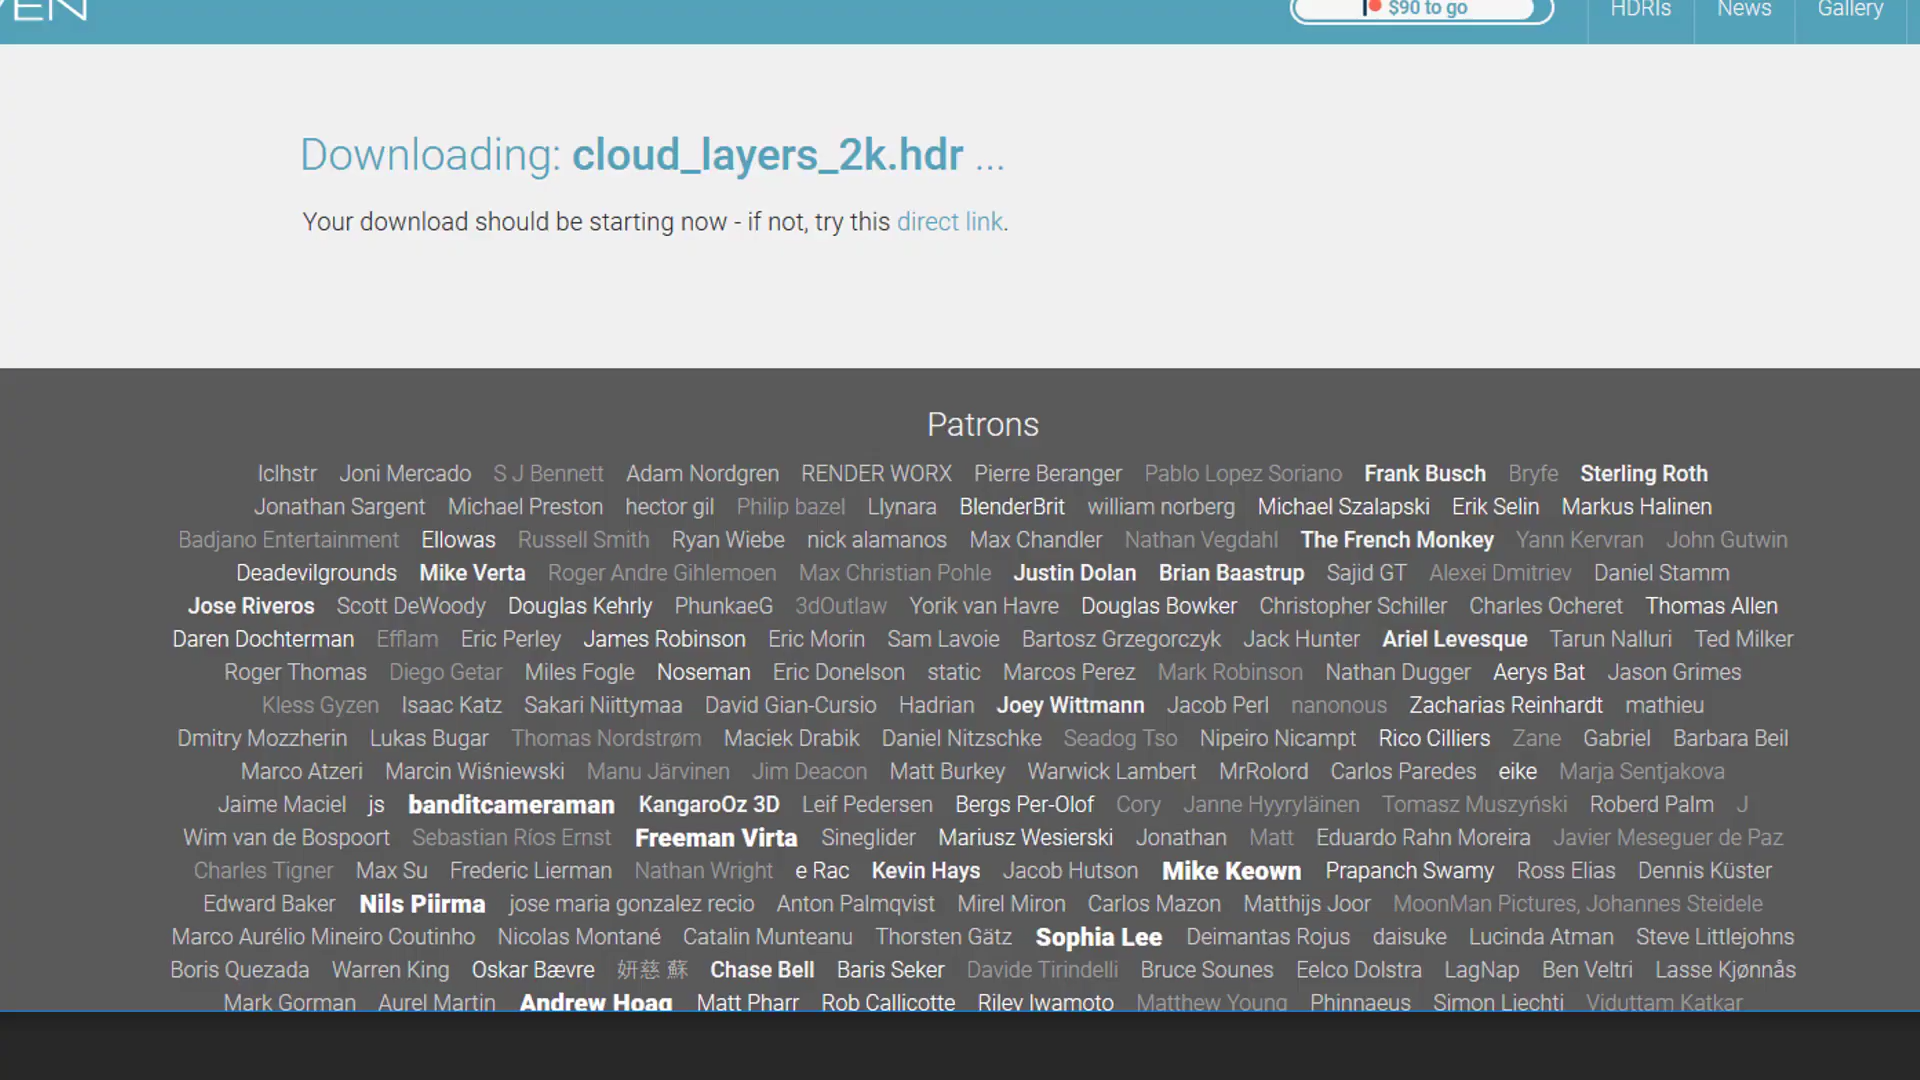 $90 to go HDRIs News Gallery
Downloading: cloud_layers_2k.hdr ...
Your download should be starting now - if not, try this direct link.
Patrons
lclhstr Joni Mercado S J Bennett Adam Nordgren RENDER WORX Pierre Beranger Pablo Lopez Soriano Frank Busch Bryfe Sterling Roth
Jonathan Sargent Michael Preston hector gil Philip bazel Llynara BlenderBrit william norberg Michael Szalapski Erik Selin Markus Halinen
Badjano Entertainment Ellowas Russell Smith Ryan Wiebe nick alamanos Max Chandler Nathan Vegdahl The French Monkey Yann Kervran John Gutwin
Deadevilgrounds Mike Verta Roger Andre Gihlemoen Max Christian Pohle Justin Dolan Brian Baastrup Sajid GT Alexei Dmitriev Daniel Stamm
Jose Riveros Scott DeWoody Douglas Kehrly PhunkaeG 3dOutlaw Yorik van Havre Douglas Bowker Christopher Schiller Charles Ocheret Thomas Allen
Daren Dochterman Efflam Eric Perley James Robinson Eric Morin Sam Lavoie Bartosz Grzegorczyk Jack Hunter Ariel Levesque Tarun Nalluri Ted Milker
Roger Thomas Diego Getar Miles Fogle Noseman Eric Donelson static Marcos Perez Mark Robinson Nathan Dugger Aerys Bat Jason Grimes
Kless Gyzen Isaac Katz Sakari Niittymaa David Gian-Cursio Hadrian Joey Wittmann Jacob Perl nanonous Zacharias Reinhardt mathieu
Dmitry Mozzherin Lukas Bugar Thomas Nordstrøm Maciek Drabik Daniel Nitzschke Seadog Tso Nipeiro Nicampt Rico Cilliers Zane Gabriel Barbara Beil
Marco Atzeri Marcin Wiśniewski Manu Järvinen Jim Deacon Matt Burkey Warwick Lambert MrRolord Carlos Paredes eike Marja Sentjakova
Jaime Maciel js banditcameraman KangaroOz 3D Leif Pedersen Bergs Per-Olof Cory Janne Hyyryläinen Tomasz Muszyński Roberd Palm J
Wim van de Bospoort Sebastian Ríos Ernst Freeman Virta Sineglider Mariusz Wesierski Jonathan Matt Eduardo Rahn Moreira Javier Meseguer de Paz
Charles Tigner Max Su Frederic Lierman Nathan Wright e Rac Kevin Hays Jacob Hutson Mike Keown Prapanch Swamy Ross Elias Dennis Küster
Edward Baker Nils Piirma jose maria gonzalez recio Anton Palmqvist Mirel Miron Carlos Mazon Matthijs Joor MoonMan Pictures, Johannes Steidele
Marco Aurélio Mineiro Coutinho Nicolas Montané Catalin Munteanu Thorsten Gätz Sophia Lee Deimantas Rojus daisuke Lucinda Atman Steve Littlejohns
Boris Quezada Warren King Oskar Bævre 妍慈 蘇 Chase Bell Baris Seker Davide Tirindelli Bruce Sounes Eelco Dolstra LagNap Ben Veltri Lasse Kjønnås
Mark Gorman Aurel Martin Andrew Hoag Matt Pharr Rob Callicotte Riley Iwamoto Matthew Young Phinnaeus Simon Liechti Viduttam Katkar